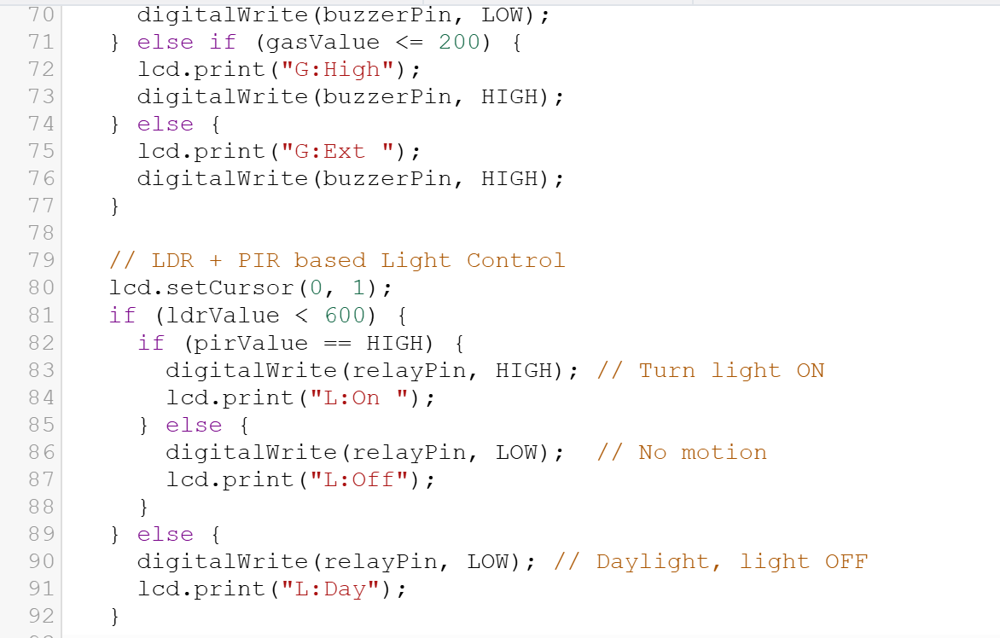 70 digitalWrite(buzzerPin, LOW);
71 } else if (gasValue <= 200) {
72 lcd.print("G:High");
73 digitalWrite(buzzerPin, HIGH);
74 } else {
75 lcd.print("G:Ext ");
76 digitalWrite(buzzerPin, HIGH);
77 }
78
79 // LDR + PIR based Light Control
80 lcd.setCursor(0, 1);
81 if (ldrValue < 600) {
82 if (pirValue == HIGH) {
83 digitalWrite(relayPin, HIGH); // Turn light ON
84 lcd.print("L:On ");
85 } else {
86 digitalWrite(relayPin, LOW);  // No motion
87 lcd.print("L:Off");
88 }
89 } else {
90 digitalWrite(relayPin, LOW); // Daylight, light OFF
91 lcd.print("L:Day");
92 }